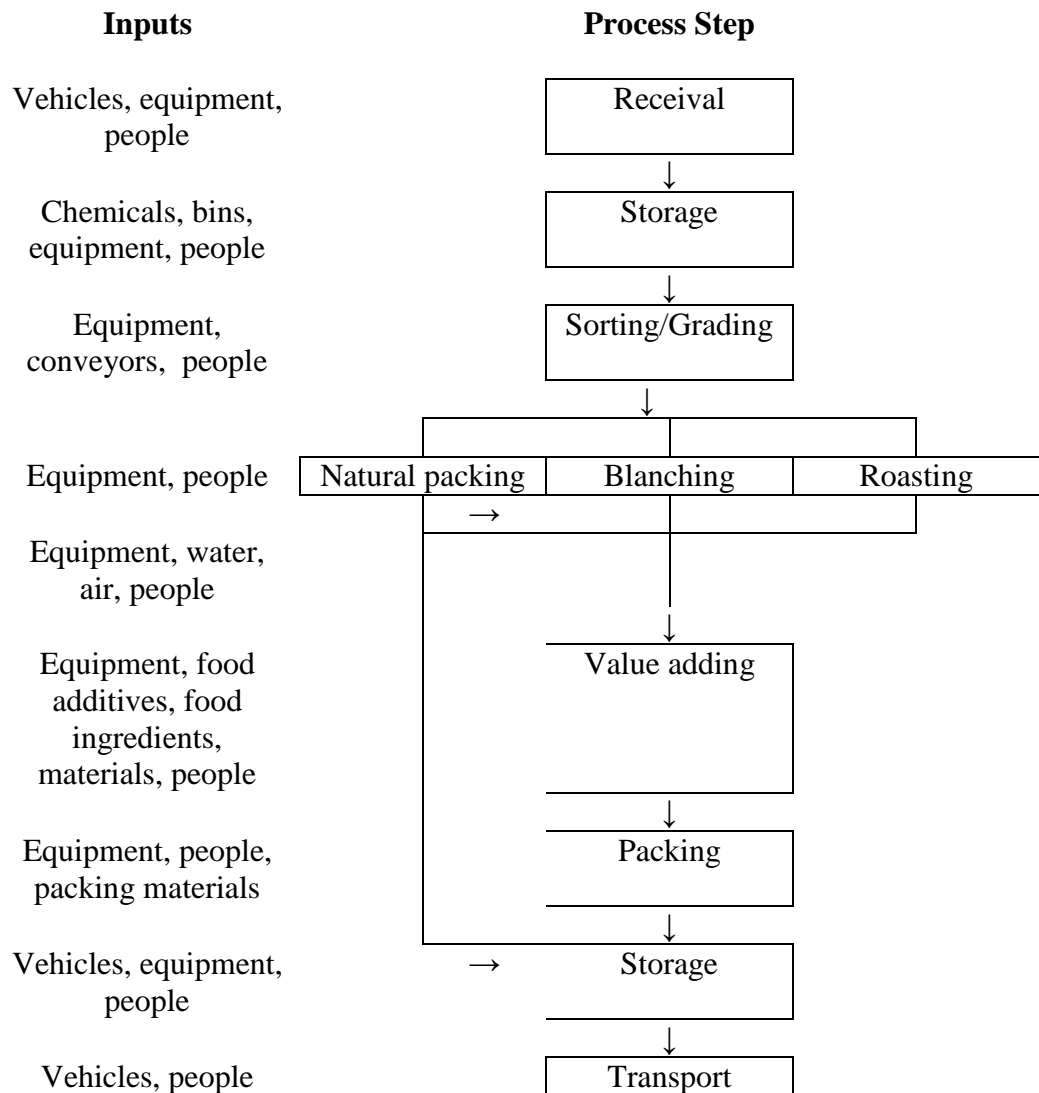 Inputs Process Step
Vehicles, equipment,
people
Receival
↓
Chemicals, bins,
equipment, people
Storage
↓
Equipment,
conveyors, people
Sorting/Grading
↓
Equipment, people
Natural packing Blanching Roasting
→
Equipment, water,
air, people
↓
Equipment, food
additives, food
ingredients,
materials, people
Value adding
↓
Equipment, people,
packing materials
Packing
↓
Vehicles, equipment,
people
→
Storage
↓
Vehicles, people
Transport